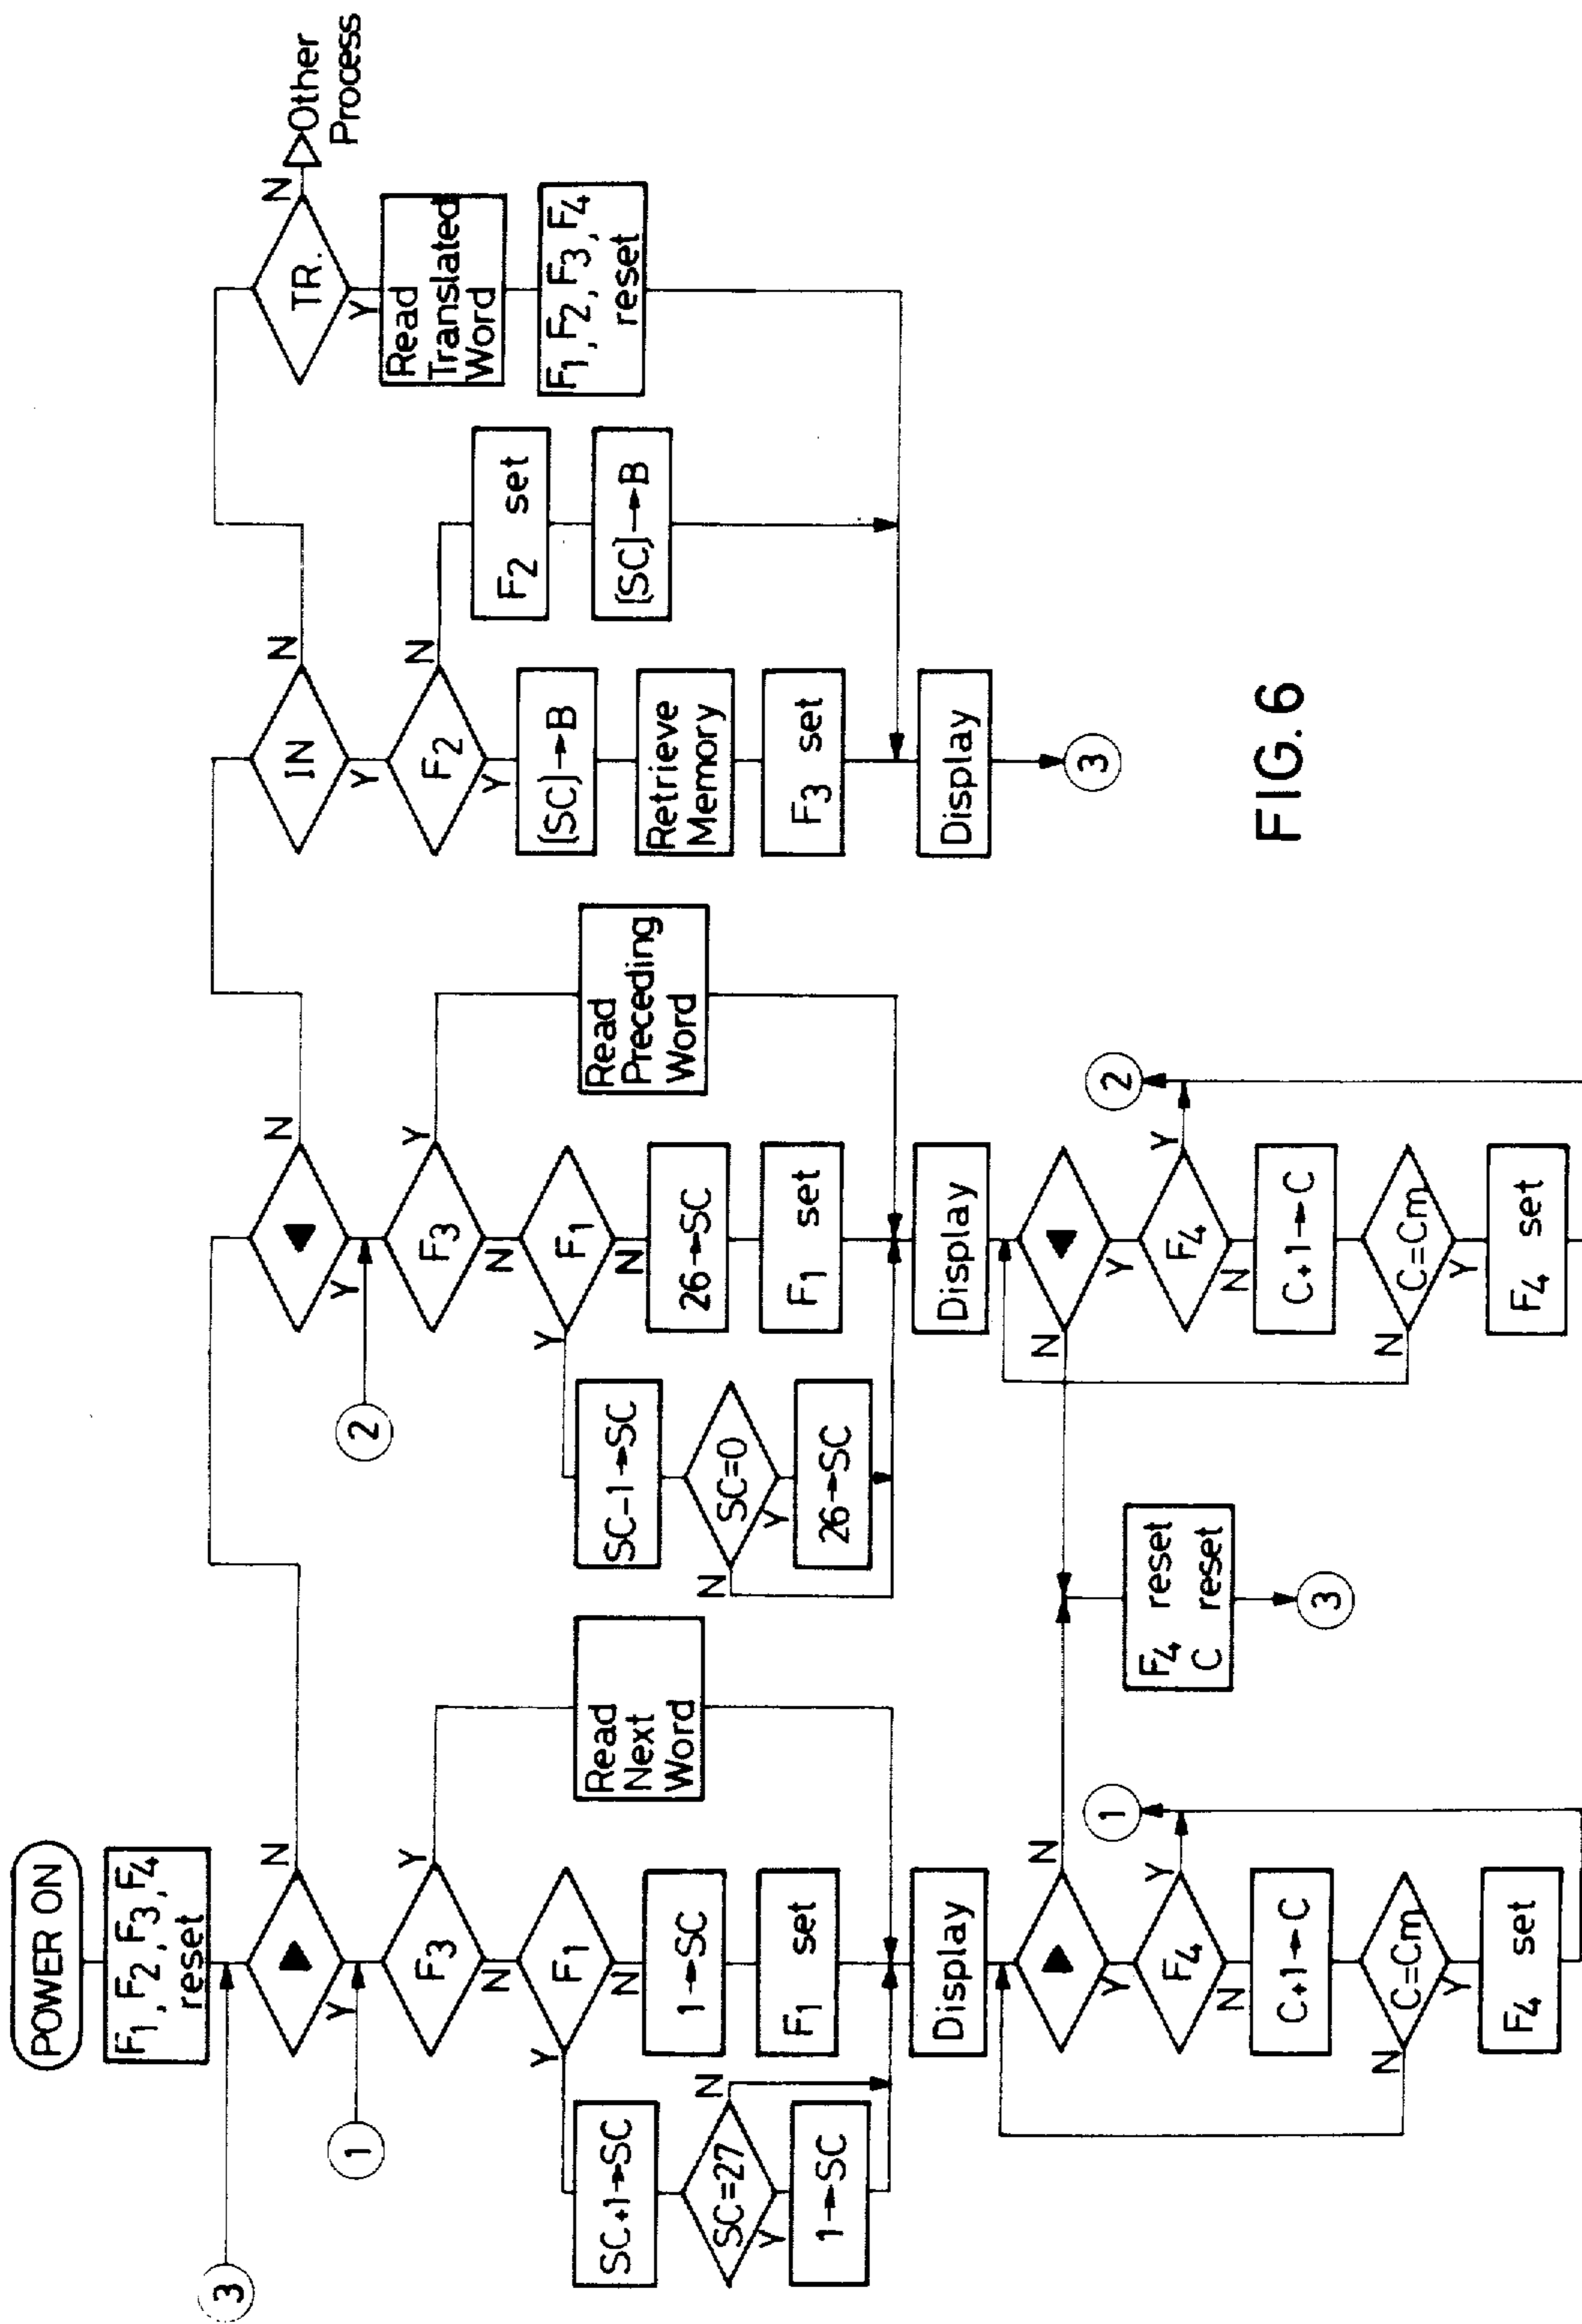 POWER ON
F1, F2, F3, F4
reset
3
N
Y
1
F3
Y
N
F1
Y
N
SC+1→SC
SC=27
N
Y
1→SC
1→SC
F1 set
Read
Next
Word
Display
N
Y
F4
Y
N
1
C+1→C
C=Cm
N
Y
F4 set
N
Y
2
F3
Y
N
F1
Y
N
SC-1→SC
SC=0
N
Y
26→SC
26→SC
F1 set
Read
Preceding
Word
Display
N
Y
F4
Y
N
2
C+1→C
C=Cm
N
Y
F4 set
F4 reset
C reset
3
IN
N
Y
F2
N
Y
[SC]→B
Retrieve
Memory
F3 set
Display
3
F2 set
[SC]→B
TR.
N
Other
Process
Y
Read
Translated
Word
F1, F2, F3, F4
reset
FIG. 6